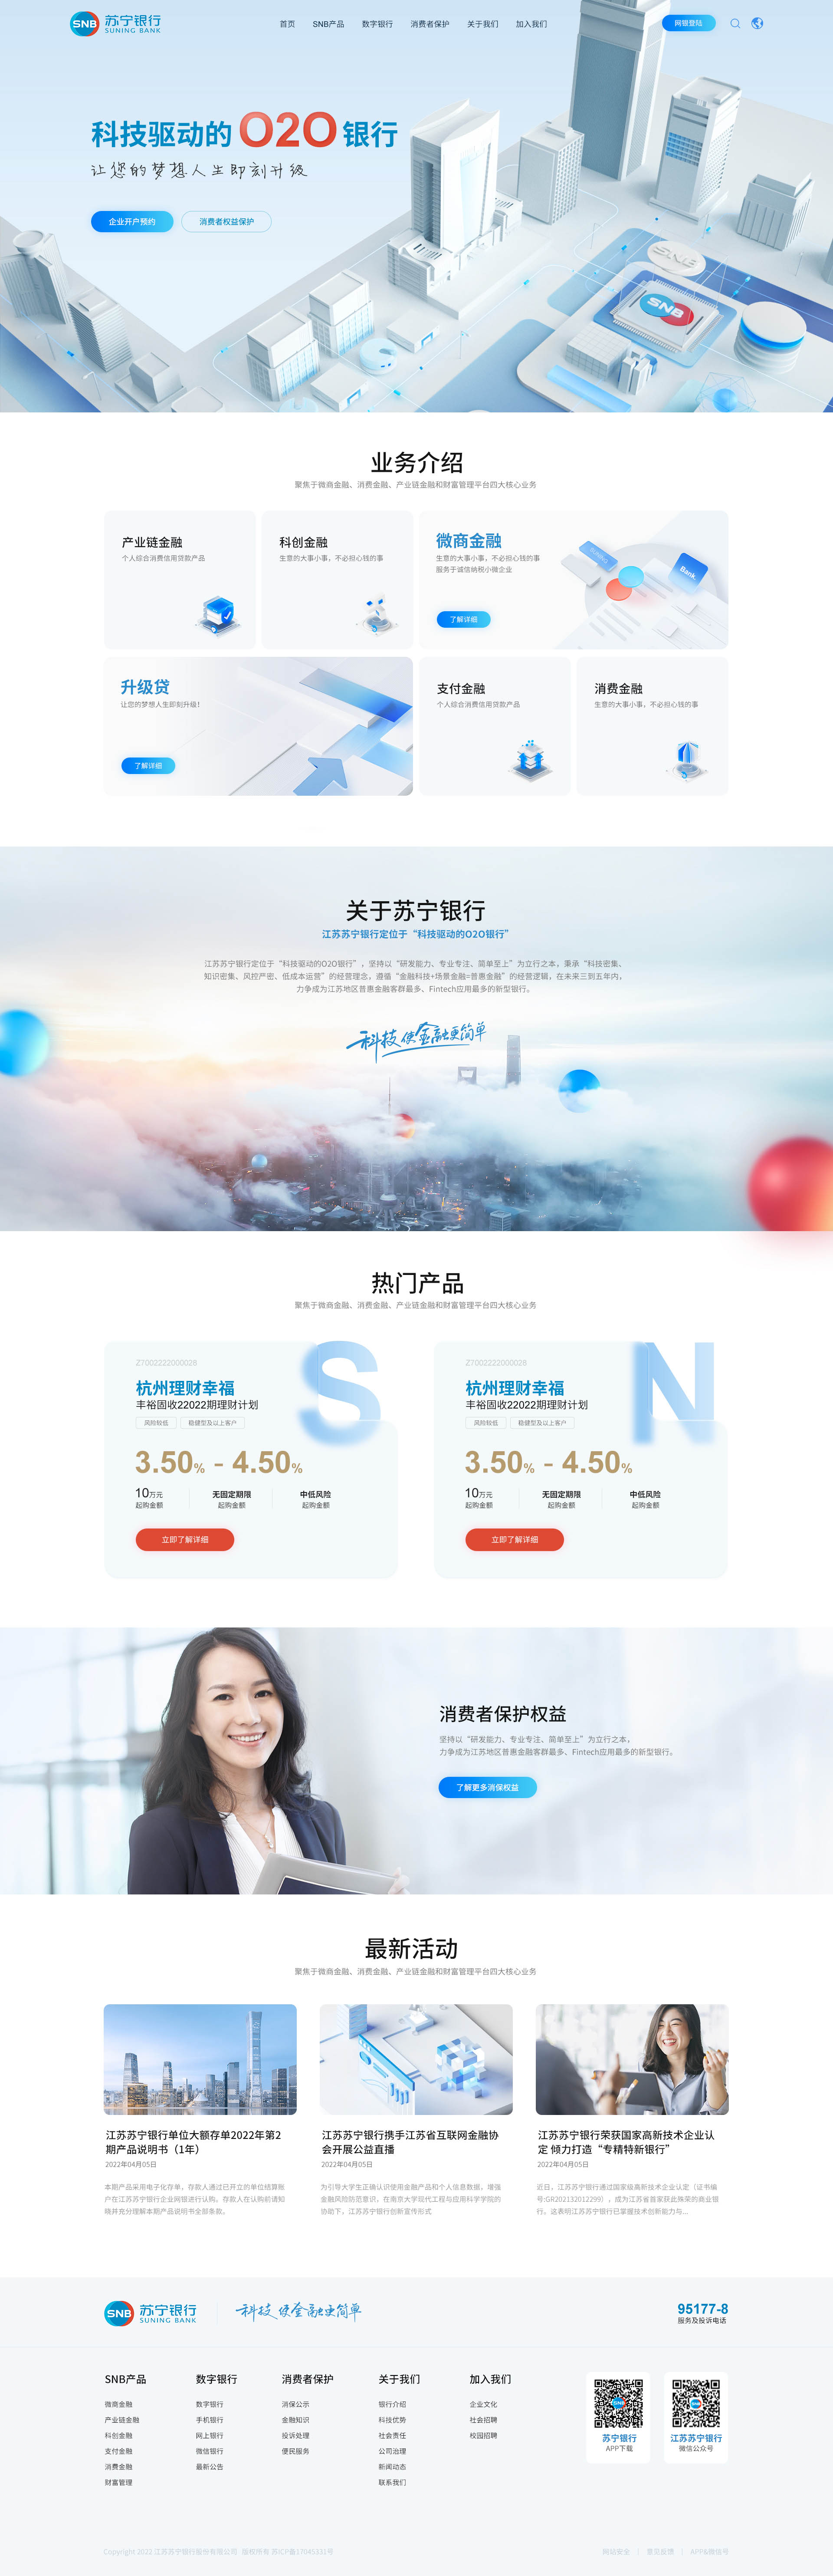 SNB 苏宁银行
SUNING BANK
首页 SNB产品 数字银行 消费者保护 关于我们 加入我们
网银登陆
科技驱动的O2O银行
让您的梦想人生即刻升级
企业开户预约 消费者权益保护
SNB
业务介绍
聚焦于微商金融、消费金融、产业链金融和财富管理平台四大核心业务
产业链金融
个人综合消费信用贷款产品
科创金融
生意的大事小事，不必担心钱的事
微商金融
生意的大事小事，不必担心钱的事
服务于诚信纳税小微企业
了解详细
Bank
升级贷
让您的梦想人生即刻升级！
了解详细
支付金融
个人综合消费信用贷款产品
消费金融
生意的大事小事，不必担心钱的事
关于苏宁银行
江苏苏宁银行定位于“科技驱动的O2O银行”
江苏苏宁银行定位于“科技驱动的O2O银行”，坚持以“研发能力、专业专注、简单至上”为立行之本，秉承“科技密集、
知识密集、风控严密、低成本运营”的经营理念，遵循“金融科技+场景金融=普惠金融”的经营逻辑，在未来三到五年内，
力争成为江苏地区普惠金融客群最多、Fintech应用最多的新型银行。
科技使金融更简单
热门产品
聚焦于微商金融、消费金融、产业链金融和财富管理平台四大核心业务
S
Z7002222000028
杭州理财幸福
丰裕固收22022期理财计划
风险较低 稳健型及以上客户
3.50% - 4.50%
10万元 无固定期限 中低风险
起购金额 起购金额 起购金额
立即了解详细
N
Z7002222000028
杭州理财幸福
丰裕固收22022期理财计划
风险较低 稳健型及以上客户
3.50% - 4.50%
10万元 无固定期限 中低风险
起购金额 起购金额 起购金额
立即了解详细
消费者保护权益
坚持以“研发能力、专业专注、简单至上”为立行之本，
力争成为江苏地区普惠金融客群最多、Fintech应用最多的新型银行。
了解更多消保权益
最新活动
聚焦于微商金融、消费金融、产业链金融和财富管理平台四大核心业务
江苏苏宁银行单位大额存单2022年第2
期产品说明书（1年）
2022年04月05日
本期产品采用电子化存单，存款人通过已开立的单位结算账
户在江苏苏宁银行企业网银进行认购。存款人在认购前请知
晓并充分理解本期产品说明书全部条款。
江苏苏宁银行携手江苏省互联网金融协
会开展公益直播
2022年04月05日
为引导大学生正确认识使用金融产品和个人信息数据，增强
金融风险防范意识，在南京大学现代工程与应用科学学院的
协助下，江苏苏宁银行创新宣传形式
江苏苏宁银行荣获国家高新技术企业认
定 倾力打造“专精特新银行”
2022年04月05日
近日，江苏苏宁银行通过国家级高新技术企业认定（证书编
号:GR202132012299），成为江苏省首家获此殊荣的商业银
行。这表明江苏苏宁银行已掌握技术创新能力与...
SNB 苏宁银行
SUNING BANK
科技使金融更简单
95177-8
服务及投诉电话
SNB产品
微商金融
产业链金融
科创金融
支付金融
消费金融
财富管理
数字银行
数字银行
手机银行
网上银行
微信银行
最新公告
消费者保护
消保公示
金融知识
投诉处理
便民服务
关于我们
银行介绍
科技优势
社会责任
公司治理
新闻动态
联系我们
加入我们
企业文化
社会招聘
校园招聘
苏宁银行
APP下载
江苏苏宁银行
微信公众号
Copyright 2022 江苏苏宁银行股份有限公司 版权所有 苏ICP备17045331号
网站安全 | 意见反馈 | APP&微信号